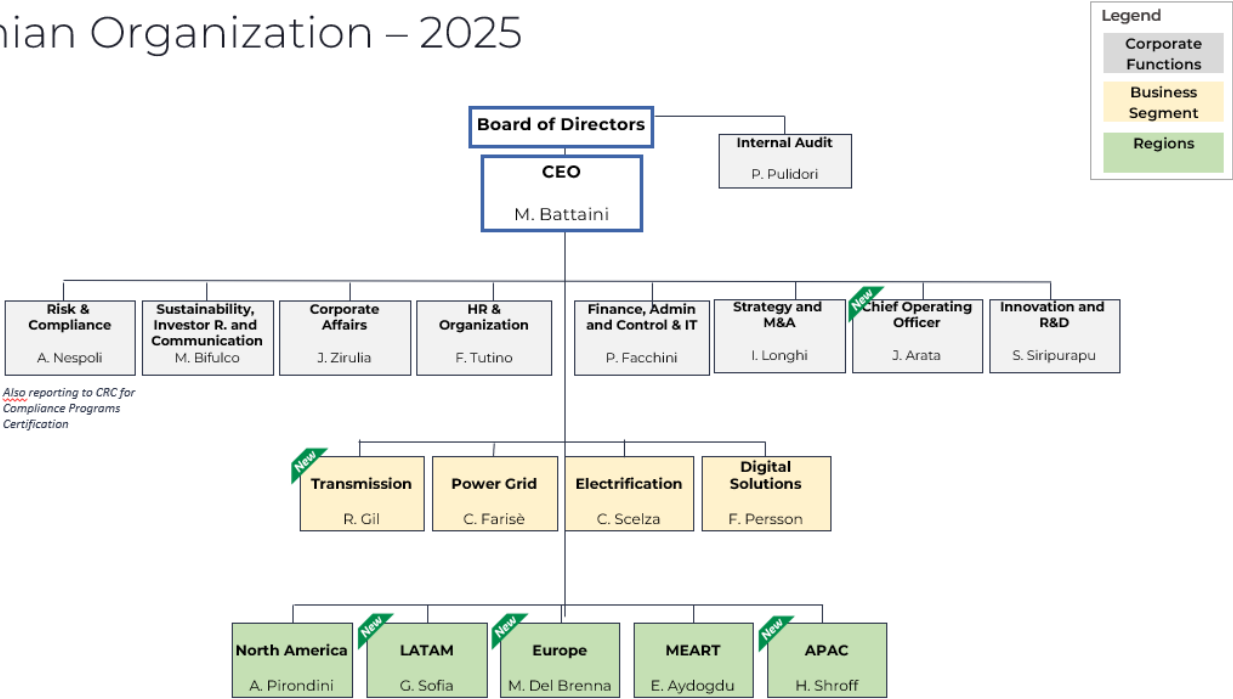 nian Organization – 2025
Legend
Corporate
Functions
Business
Segment
Regions
Board of Directors
Internal Audit
P. Pulidori
CEO
M. Battaini
Risk &
Compliance
A. Nespoli
Sustainability,
Investor R. and
Communication
M. Bifulco
Corporate
Affairs
J. Zirulia
HR &
Organization
F. Tutino
Finance, Admin
and Control & IT
P. Facchini
Strategy and
M&A
I. Longhi
New
Chief Operating
Officer
J. Arata
Innovation and
R&D
S. Siripurapu
Also reporting to CRC for
Compliance Programs
Certification
New
Transmission
R. Gil
Power Grid
C. Farisè
Electrification
C. Scelza
Digital
Solutions
F. Persson
North America
A. Pirondini
New
LATAM
G. Sofia
New
Europe
M. Del Brenna
MEART
E. Aydogdu
New
APAC
H. Shroff